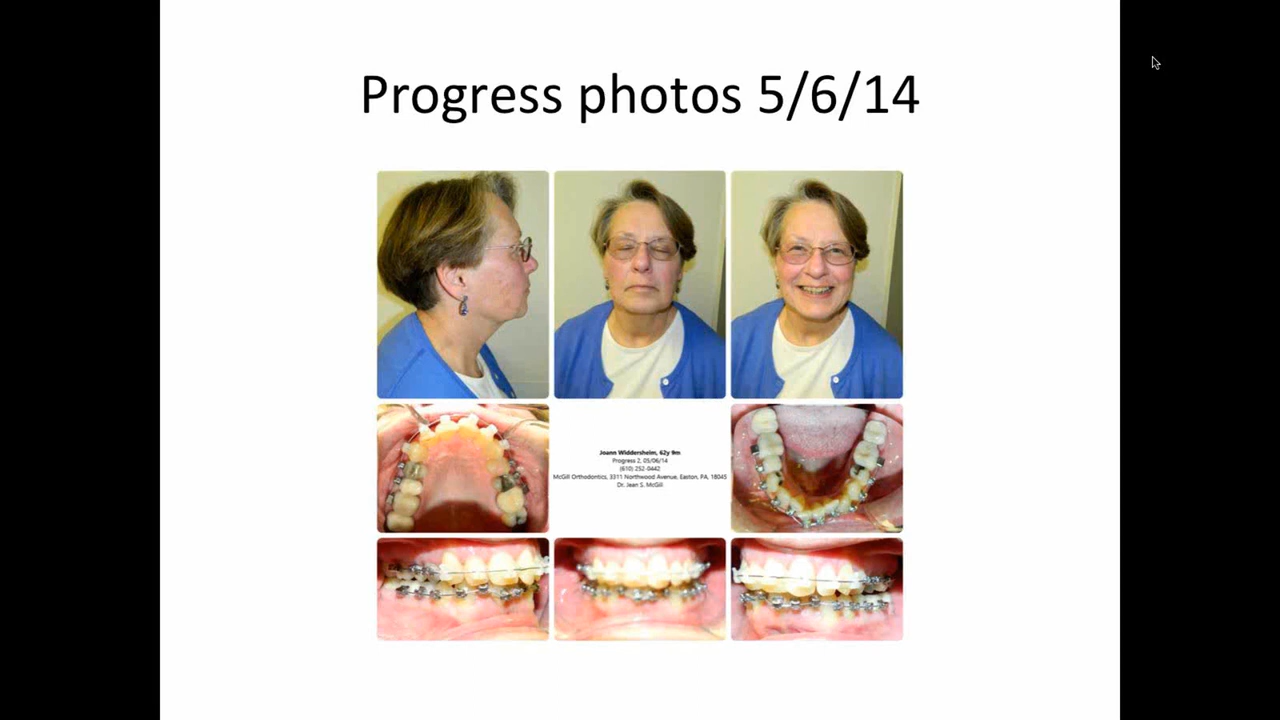 Progress photos 5/6/14
Joann Widdersheim, 62y 9m
Progress 2, 05/06/14
(610) 252-0442
McGill Orthodontics, 3311 Northwood Avenue, Easton, PA, 18045
Dr. Jean S. McGill